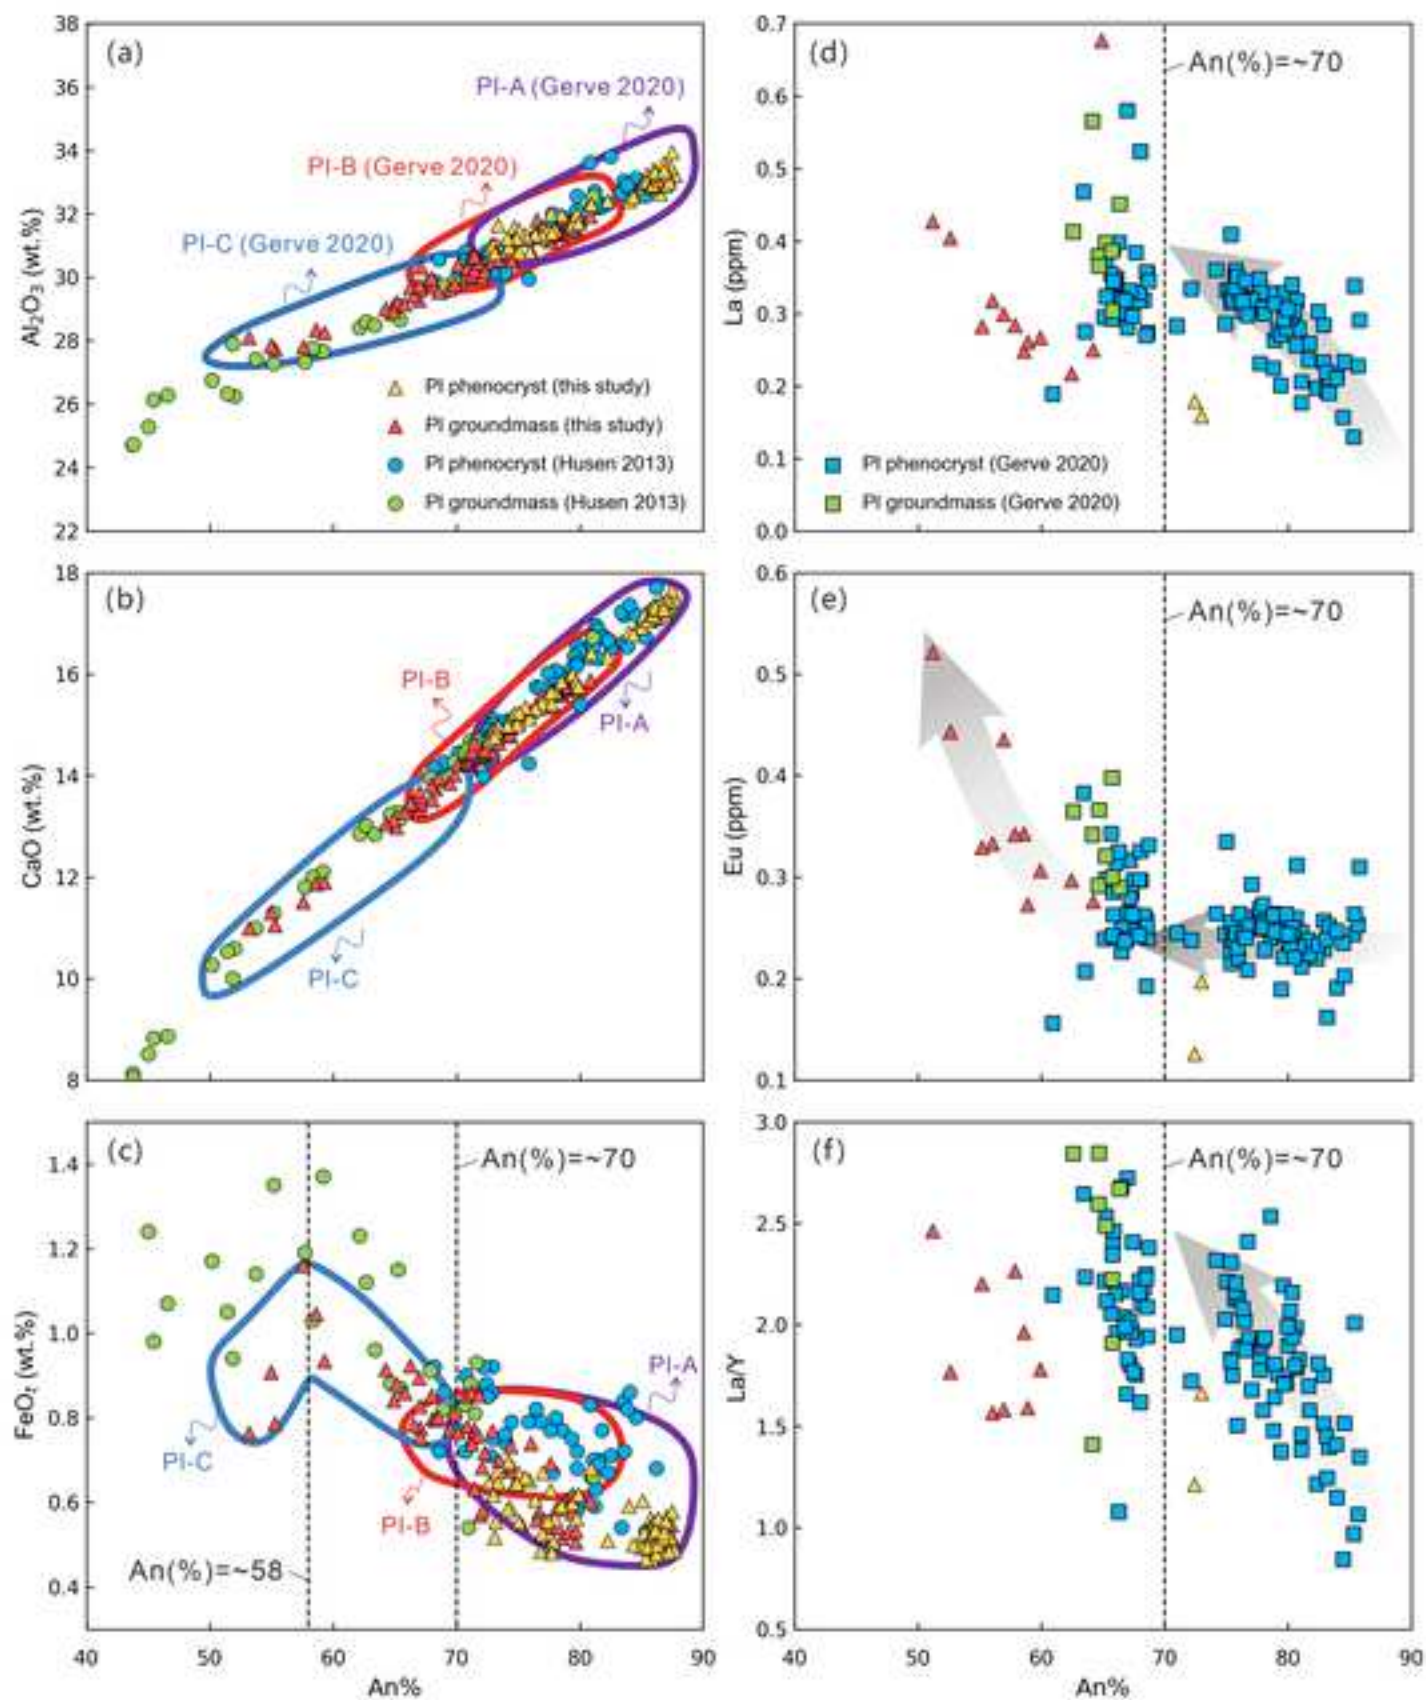 38
36
34
32
30
28
26
24
22
Al₂O₃ (wt.%)
(a)
Pl-A (Gerve 2020)
Pl-B (Gerve 2020)
Pl-C (Gerve 2020)
Pl phenocryst (this study)
Pl groundmass (this study)
Pl phenocryst (Husen 2013)
Pl groundmass (Husen 2013)
0.7
0.6
0.5
0.4
0.3
0.2
0.1
0.0
La (ppm)
(d)
An(%)=~70
Pl phenocryst (Gerve 2020)
Pl groundmass (Gerve 2020)
18
16
14
12
10
8
CaO (wt.%)
(b)
Pl-B
Pl-A
Pl-C
0.6
0.5
0.4
0.3
0.2
0.1
Eu (ppm)
(e)
An(%)=~70
1.4
1.2
1.0
0.8
0.6
0.4
FeOₜ (wt.%)
(c)
An(%)=~70
Pl-A
Pl-C
Pl-B
An(%)=~58
40 50 60 70 80 90
An%
3.0
2.5
2.0
1.5
1.0
0.5
La/Y
(f)
An(%)=~70
40 50 60 70 80 90
An%